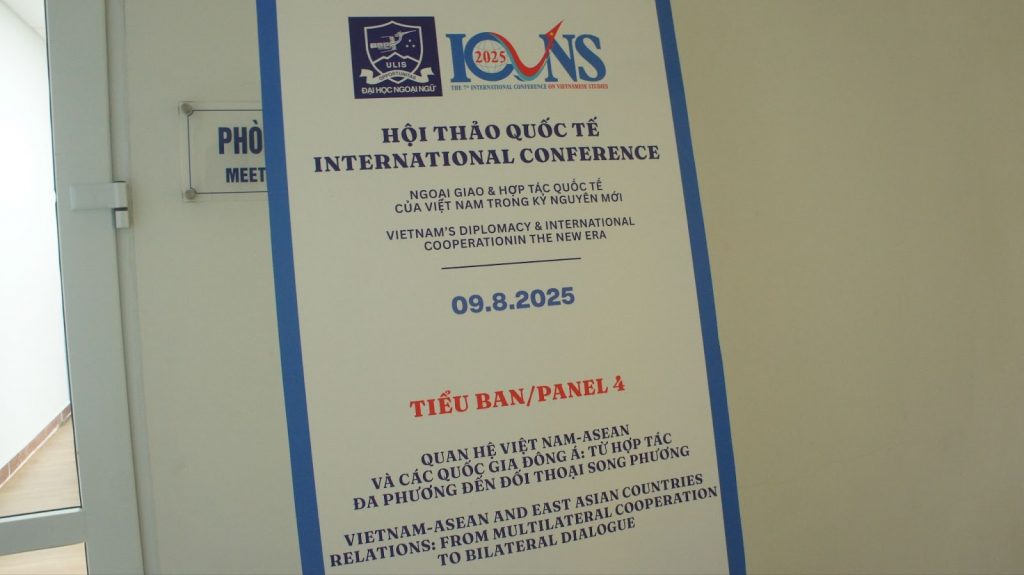 ULIS
OPPORTUNITAS
ĐẠI HỌC NGOẠI NGỮ
ICVNS
2025
THE 7TH INTERNATIONAL CONFERENCE ON VIETNAMESE STUDIES
PHÒ
MEET
HỘI THẢO QUỐC TẾ
INTERNATIONAL CONFERENCE
NGOẠI GIAO & HỢP TÁC QUỐC TẾ
CỦA VIỆT NAM TRONG KỶ NGUYÊN MỚI
VIETNAM'S DIPLOMACY & INTERNATIONAL
COOPERATIONIN THE NEW ERA
09.8.2025
TIỂU BAN/PANEL 4
QUAN HỆ VIỆT NAM-ASEAN
VÀ CÁC QUỐC GIA ĐÔNG Á: TỪ HỢP TÁC
ĐA PHƯƠNG ĐẾN ĐỐI THOẠI SONG PHƯƠNG
VIETNAM-ASEAN AND EAST ASIAN COUNTRIES
RELATIONS: FROM MULTILATERAL COOPERATION
TO BILATERAL DIALOGUE